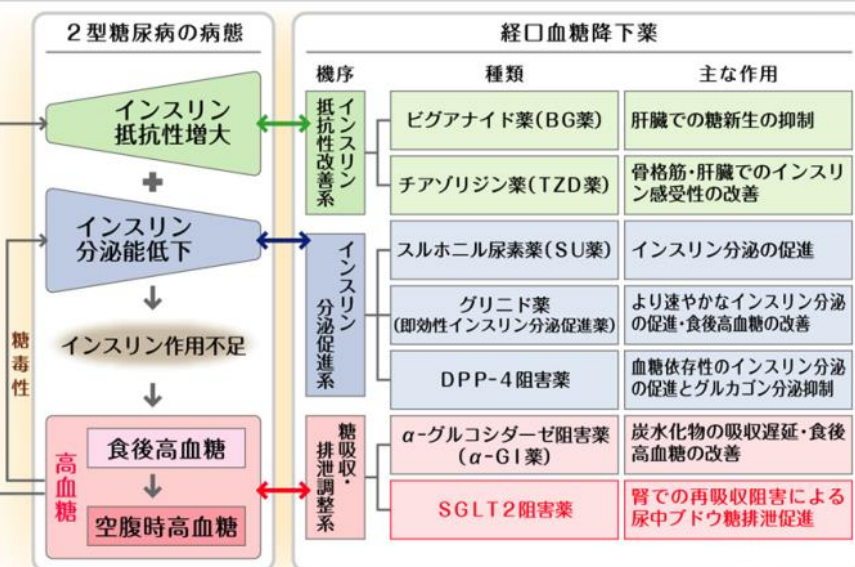 2型糖尿病の病態
インスリン
抵抗性増大
+
インスリン
分泌能低下
インスリン作用不足
糖毒性
高血糖
食後高血糖
空腹時高血糖
経口血糖降下薬
機序
種類
主な作用
インスリン
抵抗性改善系
ビグアナイド薬(BG薬)
肝臓での糖新生の抑制
チアゾリジン薬(TZD薬)
骨格筋・肝臓でのインスリ
ン感受性の改善
インスリン
分泌促進系
スルホニル尿素薬(SU薬)
インスリン分泌の促進
グリニド薬
(即効性インスリン分泌促進薬)
より速やかなインスリン分泌
の促進・食後高血糖の改善
DPP-4阻害薬
血糖依存性のインスリン分泌
の促進とグルカゴン分泌抑制
糖吸収・
排泄調整系
α-グルコシダーゼ阻害薬
(α-GI薬)
炭水化物の吸収遅延・食後
高血糖の改善
SGLT2阻害薬
腎での再吸収阻害による
尿中ブドウ糖排泄促進